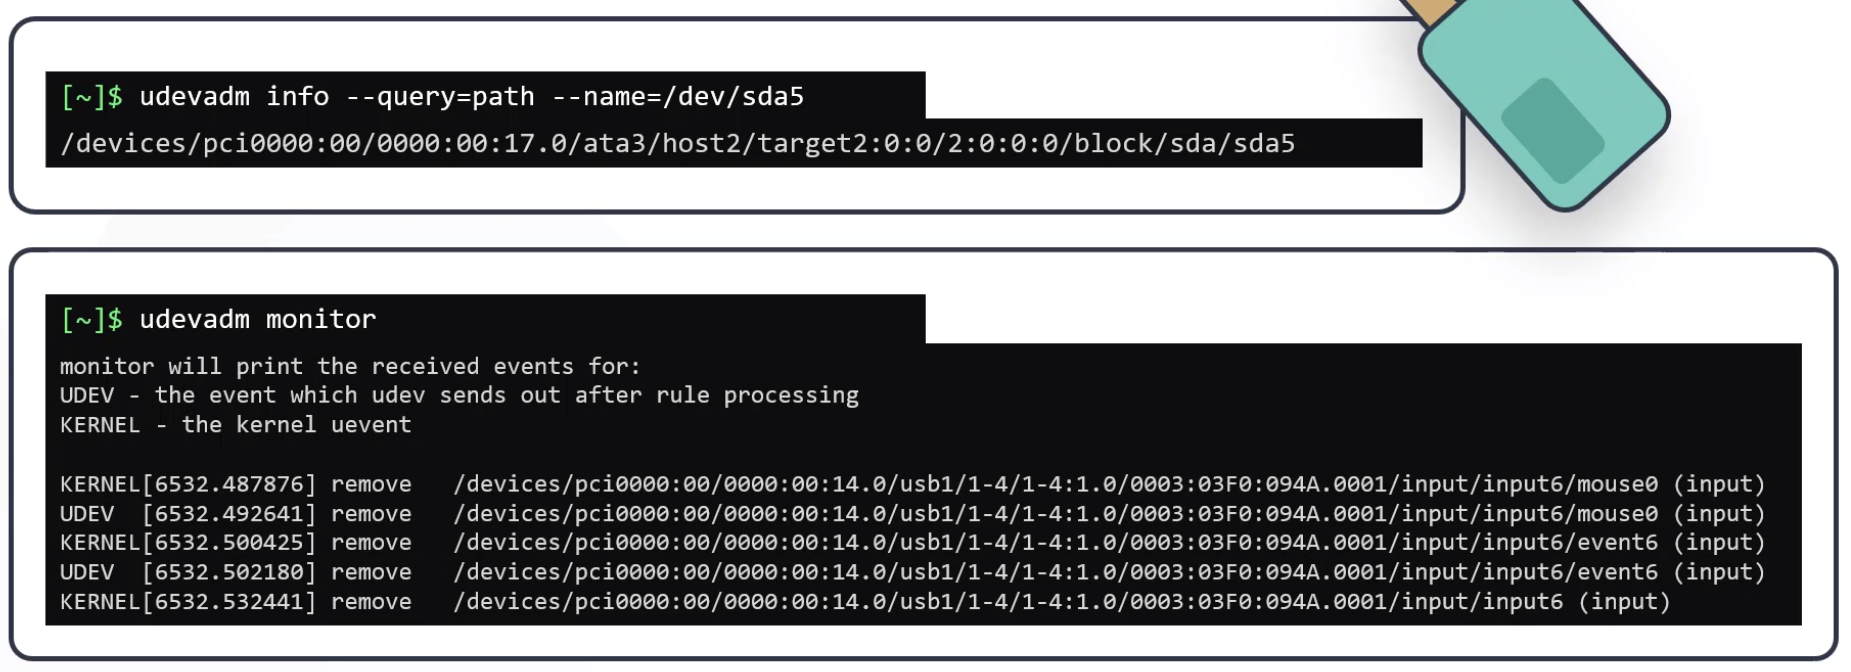 [~]$ udevadm info --query=path --name=/dev/sda5
/devices/pci0000:00/0000:00:17.0/ata3/host2/target2:0:0/2:0:0:0/block/sda/sda5
[~]$ udevadm monitor
monitor will print the received events for:
UDEV - the event which udev sends out after rule processing
KERNEL - the kernel uevent
KERNEL[6532.487876] remove   /devices/pci0000:00/0000:00:14.0/usb1/1-4/1-4:1.0/0003:03F0:094A.0001/input/input6/mouse0 (input)
UDEV  [6532.492641] remove   /devices/pci0000:00/0000:00:14.0/usb1/1-4/1-4:1.0/0003:03F0:094A.0001/input/input6/mouse0 (input)
KERNEL[6532.500425] remove   /devices/pci0000:00/0000:00:14.0/usb1/1-4/1-4:1.0/0003:03F0:094A.0001/input/input6/event6 (input)
UDEV  [6532.502180] remove   /devices/pci0000:00/0000:00:14.0/usb1/1-4/1-4:1.0/0003:03F0:094A.0001/input/input6/event6 (input)
KERNEL[6532.532441] remove   /devices/pci0000:00/0000:00:14.0/usb1/1-4/1-4:1.0/0003:03F0:094A.0001/input/input6 (input)